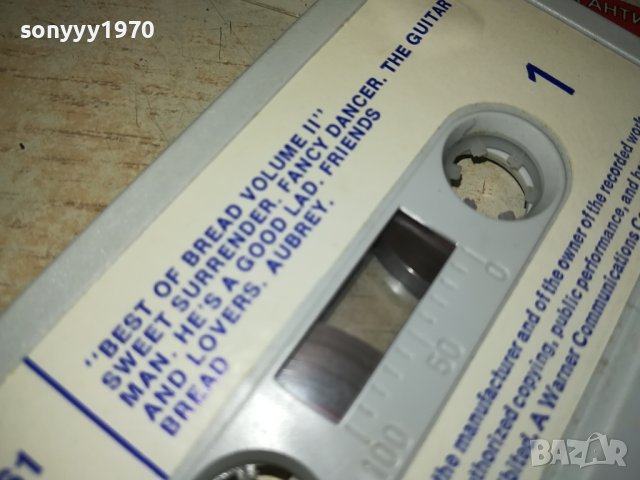 sonyyy1970
АНТИ
1
"BEST OF BREAD VOLUME II"
SWEET SURRENDER. FANCY DANCER. THE GUITAR
MAN. HE'S A GOOD LAD. FRIENDS
AND LOVERS. AUBREY.
BREAD
0
50
100
the manufacturer and of the owner of the recorded
copying, public performance, and
A Warner Communications
BAZAR